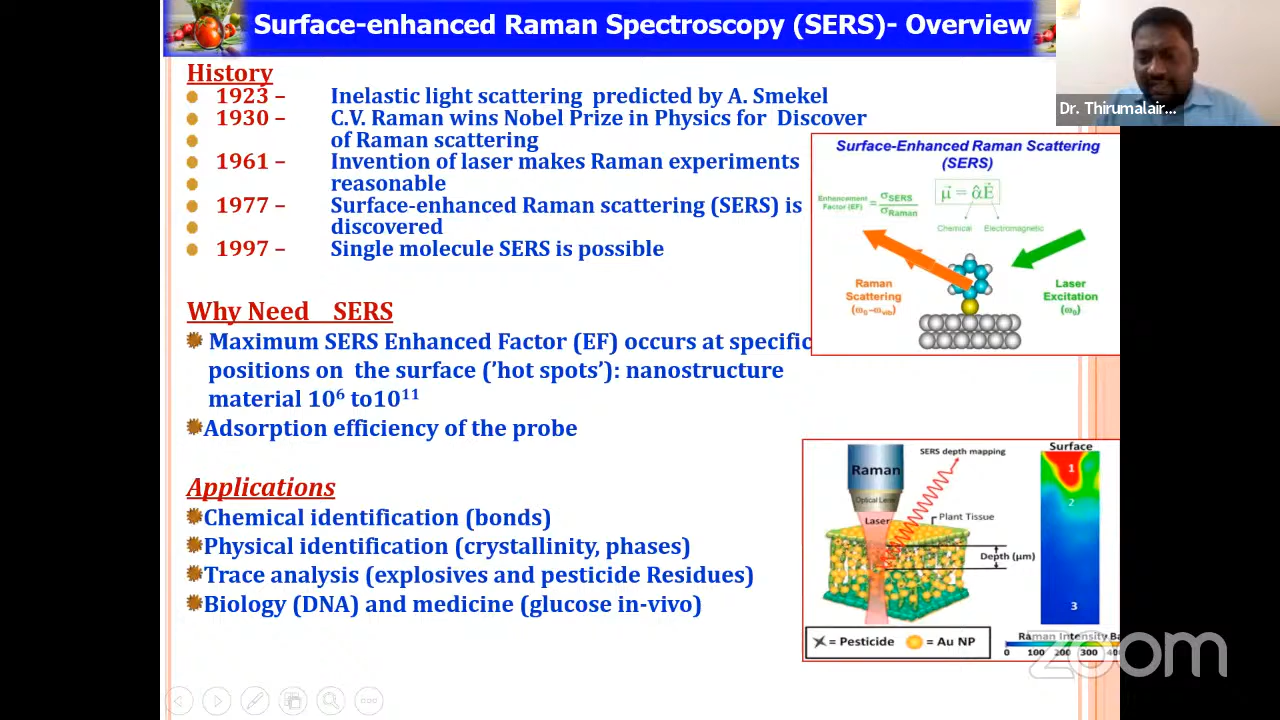 Surface-enhanced Raman Spectroscopy (SERS)- Overview
Dr. Thirumalair...
History
1923 – Inelastic light scattering predicted by A. Smekel
1930 – C.V. Raman wins Nobel Prize in Physics for Discover
of Raman scattering
1961 – Invention of laser makes Raman experiments
reasonable
1977 – Surface-enhanced Raman scattering (SERS) is
discovered
1997 – Single molecule SERS is possible
Surface-Enhanced Raman Scattering
(SERS)
Enhancement
Factor (EF) = σSERS / σRaman
μ = α̂E
Chemical Electromagnetic
Raman
Scattering
(ω₀–ωvib)
Laser
Excitation
(ω₀)
Why Need SERS
Maximum SERS Enhanced Factor (EF) occurs at specific
positions on the surface (’hot spots’): nanostructure
material 10⁶ to10¹¹
Adsorption efficiency of the probe
Applications
Chemical identification (bonds)
Physical identification (crystallinity, phases)
Trace analysis (explosives and pesticide Residues)
Biology (DNA) and medicine (glucose in-vivo)
SERS depth mapping
Raman
Optical Lens
Laser
Plant Tissue
Depth (μm)
= Pesticide = Au NP
Surface
1
2
3
Raman Intensity
0 100 200 300
zoom